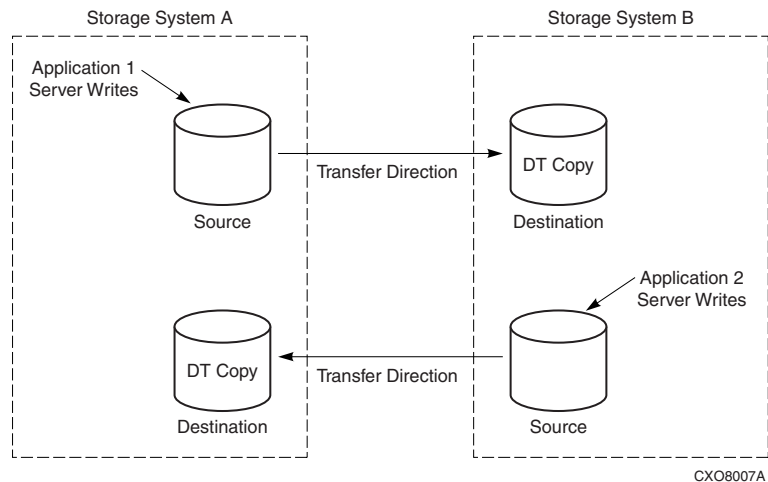 Storage System A
Storage System B
Application 1
Server Writes
DT Copy
Transfer Direction
Source
Destination
Application 2
Server Writes
DT Copy
Transfer Direction
Destination
Source
CXO8007A